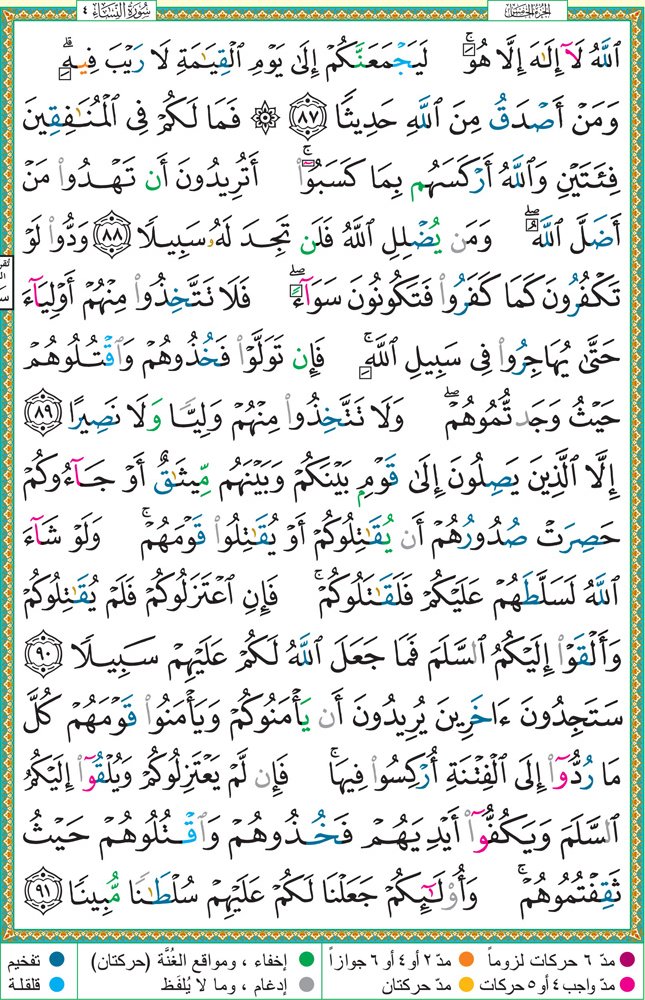 الجزء الخامس
سورة النساء ٤
ٱللَّهُ لَآ إِلَٰهَ إِلَّا هُوَ ۚ لَيَجْمَعَنَّكُمْ إِلَىٰ يَوْمِ ٱلْقِيَٰمَةِ لَا رَيْبَ فِيهِ ۗ
وَمَنْ أَصْدَقُ مِنَ ٱللَّهِ حَدِيثًا ٨٧ ۞ فَمَا لَكُمْ فِى ٱلْمُنَٰفِقِينَ
فِئَتَيْنِ وَٱللَّهُ أَرْكَسَهُم بِمَا كَسَبُوٓا۟ ۚ أَتُرِيدُونَ أَن تَهْدُوا۟ مَنْ
أَضَلَّ ٱللَّهُ ۖ وَمَن يُضْلِلِ ٱللَّهُ فَلَن تَجِدَ لَهُۥ سَبِيلًا ٨٨ وَدُّوا۟ لَوْ
تَكْفُرُونَ كَمَا كَفَرُوا۟ فَتَكُونُونَ سَوَآءً ۖ فَلَا تَتَّخِذُوا۟ مِنْهُمْ أَوْلِيَآءَ
حَتَّىٰ يُهَاجِرُوا۟ فِى سَبِيلِ ٱللَّهِ ۚ فَإِن تَوَلَّوْا۟ فَخُذُوهُمْ وَٱقْتُلُوهُمْ
حَيْثُ وَجَدتُّمُوهُمْ ۖ وَلَا تَتَّخِذُوا۟ مِنْهُمْ وَلِيًّا وَلَا نَصِيرًا ٨٩
إِلَّا ٱلَّذِينَ يَصِلُونَ إِلَىٰ قَوْمٍۭ بَيْنَكُمْ وَبَيْنَهُم مِّيثَٰقٌ أَوْ جَآءُوكُمْ
حَصِرَتْ صُدُورُهُمْ أَن يُقَٰتِلُوكُمْ أَوْ يُقَٰتِلُوا۟ قَوْمَهُمْ ۚ وَلَوْ شَآءَ
ٱللَّهُ لَسَلَّطَهُمْ عَلَيْكُمْ فَلَقَٰتَلُوكُمْ ۚ فَإِنِ ٱعْتَزَلُوكُمْ فَلَمْ يُقَٰتِلُوكُمْ
وَأَلْقَوْا۟ إِلَيْكُمُ ٱلسَّلَمَ فَمَا جَعَلَ ٱللَّهُ لَكُمْ عَلَيْهِمْ سَبِيلًا ٩٠
سَتَجِدُونَ ءَاخَرِينَ يُرِيدُونَ أَن يَأْمَنُوكُمْ وَيَأْمَنُوا۟ قَوْمَهُمْ كُلَّ
مَا رُدُّوٓا۟ إِلَى ٱلْفِتْنَةِ أُرْكِسُوا۟ فِيهَا ۚ فَإِن لَّمْ يَعْتَزِلُوكُمْ وَيُلْقُوٓا۟ إِلَيْكُمُ
ٱلسَّلَمَ وَيَكُفُّوٓا۟ أَيْدِيَهُمْ فَخُذُوهُمْ وَٱقْتُلُوهُمْ حَيْثُ
ثَقِفْتُمُوهُمْ ۚ وَأُو۟لَٰٓئِكُمْ جَعَلْنَا لَكُمْ عَلَيْهِمْ سُلْطَٰنًا مُّبِينًا ٩١
مدّ ٦ حركات لزوماً ● مدّ ٢ أو ٤ أو ٦ جوازاً ● إخفاء، ومواقع الغُنَّة (حركتان) ● تفخيم
مدّ واجب ٤ أو ٥ حركات ● مدّ حركتان ● إدغام، وما لا يُلفَظ ● قلقلة